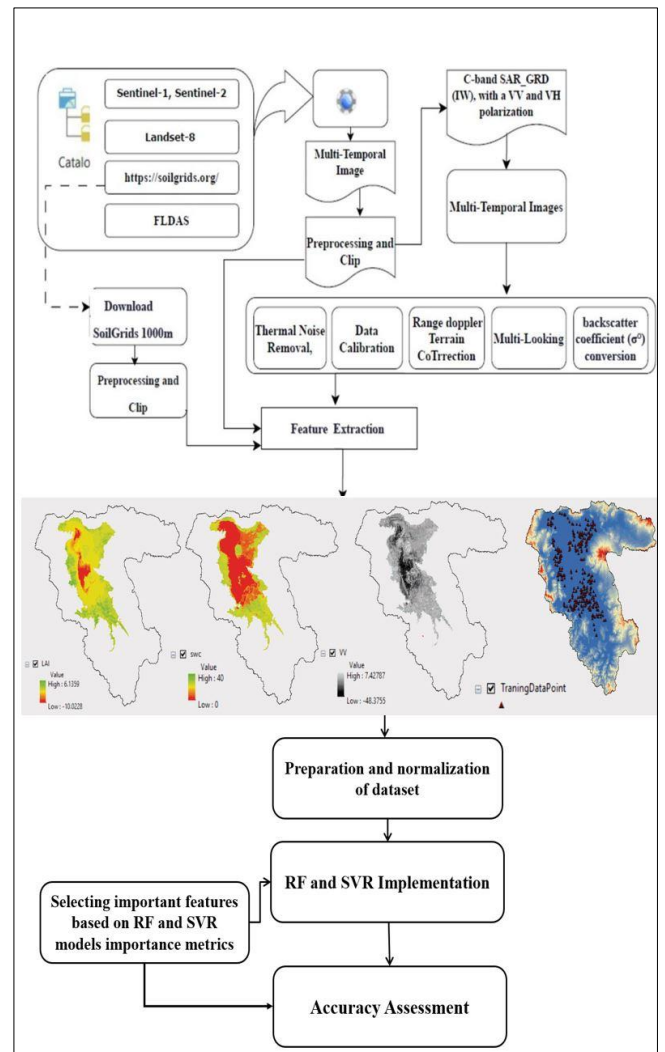 Sentinel-1, Sentinel-2
Landset-8
Catalo
https://soilgrids.org/
FLDAS
Multi-Temporal
Image
Preprocessing and
Clip
C-band SAR_GRD
(IW), with a VV and VH
polarization
Multi-Temporal Images
Download
SoilGrids 1000m
Preprocessing and
Clip
Thermal Noise
Removal,
Data
Calibration
Range doppler
Terrain
CoTrrection
Multi-Looking
backscatter
coefficient (σ°)
conversion
Feature Extraction
LAI
Value
High : 6.1359
Low : -10.0228
swc
Value
High : 40
Low : 0
VV
Value
High : 7.42787
Low : -48.3755
TraningDataPoint
Preparation and normalization
of dataset
RF and SVR Implementation
Selecting important features
based on RF and SVR
models importance metrics
Accuracy Assessment